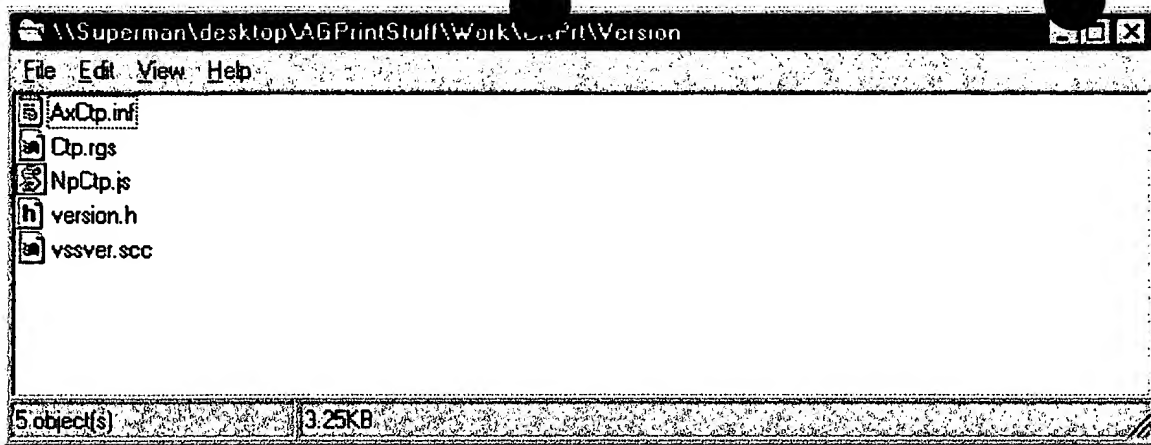 \\Superman\desktop\AGPrintStuff\Work\ \Version
File Edit View Help
AxCtp.inf
Ctp.rgs
NpCtp.js
version.h
vssver.scc
5 object(s) 3.25KB